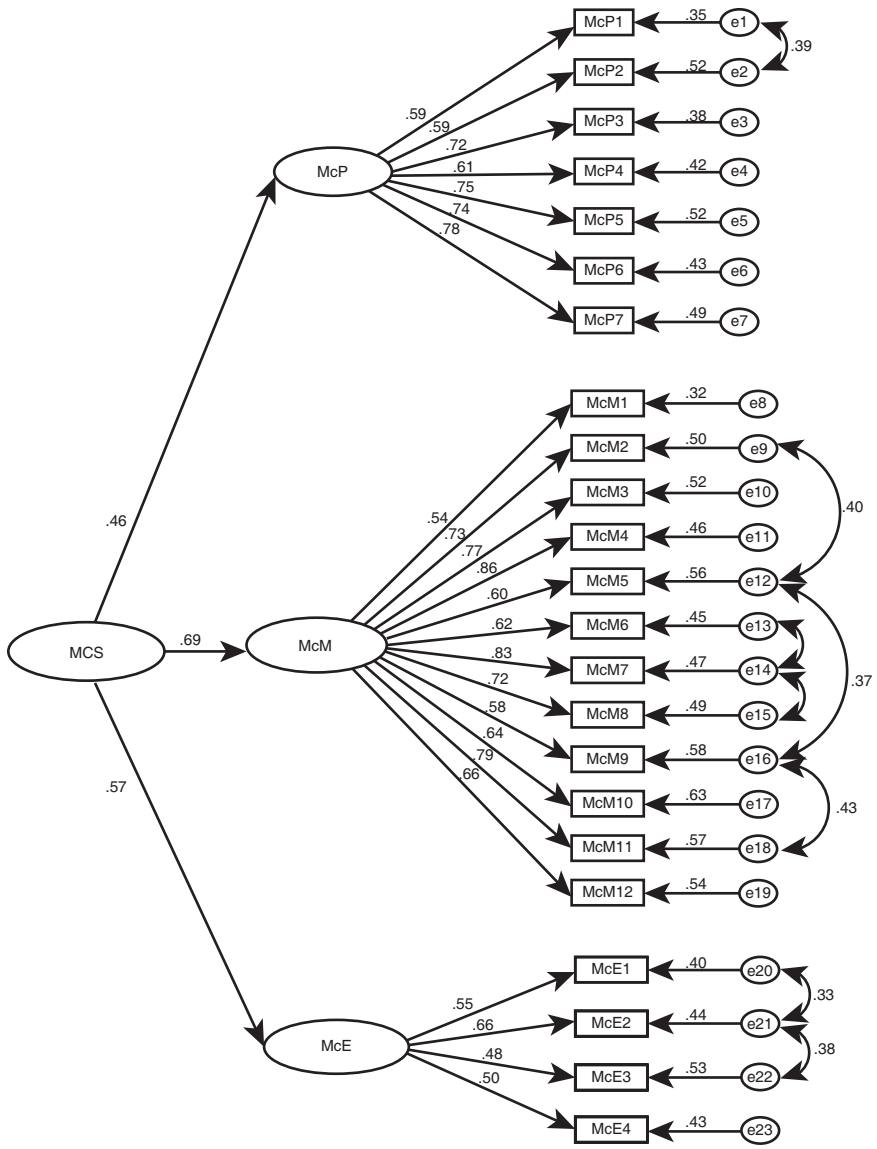 McP1 .35 e1
.39
McP2 .52 e2
.59
.59
McP3 .38 e3
.72
McP
.61
McP4 .42 e4
.75
.74
McP5 .52 e5
.78
McP6 .43 e6
McP7 .49 e7
McM1 .32 e8
McM2 .50 e9
McM3 .52 e10
.40
.46
.54
.73
McM4 .46 e11
.77
.86
McM5 .56 e12
.60
McM6 .45 e13
.62
MCS .69 McM
.83
McM7 .47 e14
.37
.72
McM8 .49 e15
.58
.64
McM9 .58 e16
.79
.66
.57
McM10 .63 e17
.43
McM11 .57 e18
McM12 .54 e19
McE1 .40 e20
.33
.55
McE2 .44 e21
.66
McE
.38
.48
McE3 .53 e22
.50
McE4 .43 e23